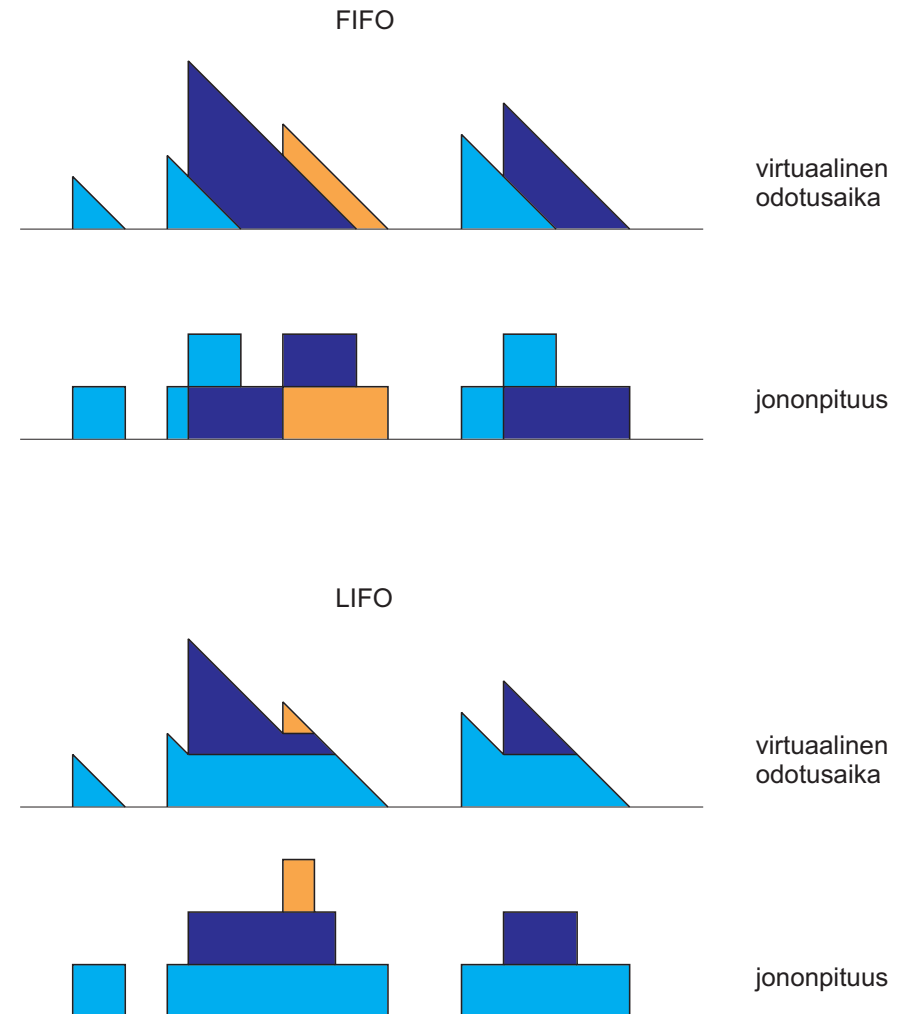 FIFO
virtuaalinen
odotusaika
jononpituus
LIFO
virtuaalinen
odotusaika
jononpituus